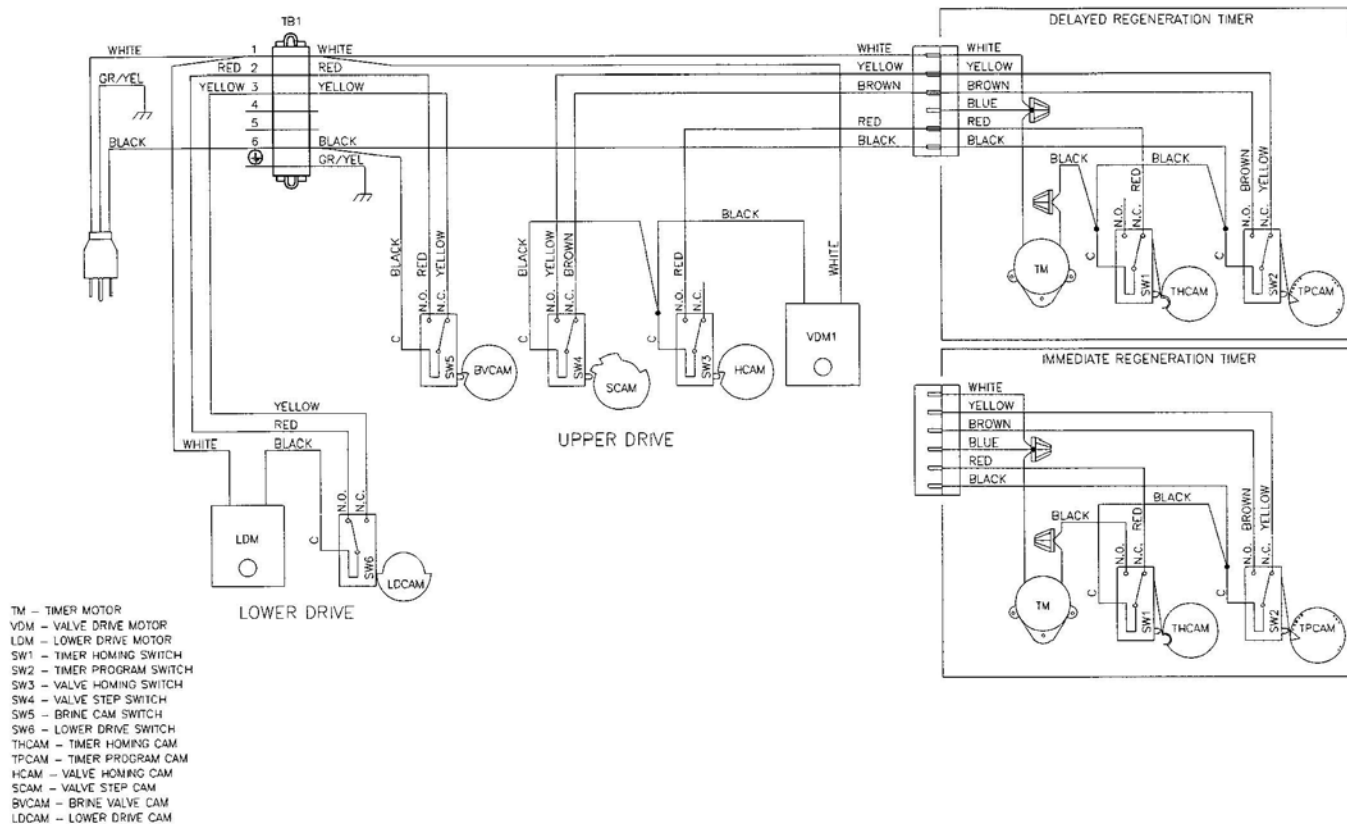 TB1
DELAYED REGENERATION TIMER
WHITE 1 WHITE WHITE WHITE
RED 2 RED YELLOW YELLOW
GR/YEL
YELLOW 3 YELLOW BROWN BROWN
4 BLUE
5 RED RED
BLACK 6 BLACK BLACK BLACK
GR/YEL
BLACK BLACK
BROWN YELLOW
RED
N.O. N.C. N.O. N.C.
BLACK
BLACK RED YELLOW
BLACK YELLOW BROWN
RED
WHITE
N.O. N.C. N.O. N.C. N.O. N.C.
C C C C C
TM SW1 THCAM SW2 TPCAM
SW5 BVCAM SW4 SCAM SW3 HCAM VDM1
IMMEDIATE REGENERATION TIMER
UPPER DRIVE
WHITE
YELLOW
BROWN
BLUE
RED
BLACK
YELLOW
RED
WHITE BLACK
N.O. N.C.
C
LDM SW6 LDCAM
LOWER DRIVE
BLACK
BLACK RED BROWN YELLOW
N.O. N.C. N.O. N.C.
C C
TM SW1 THCAM SW2 TPCAM
TM – TIMER MOTOR
VDM – VALVE DRIVE MOTOR
LDM – LOWER DRIVE MOTOR
SW1 – TIMER HOMING SWITCH
SW2 – TIMER PROGRAM SWITCH
SW3 – VALVE HOMING SWITCH
SW4 – VALVE STEP SWITCH
SW5 – BRINE CAM SWITCH
SW6 – LOWER DRIVE SWITCH
THCAM – TIMER HOMING CAM
TPCAM – TIMER PROGRAM CAM
HCAM – VALVE HOMING CAM
SCAM – VALVE STEP CAM
BVCAM – BRINE VALVE CAM
LDCAM – LOWER DRIVE CAM